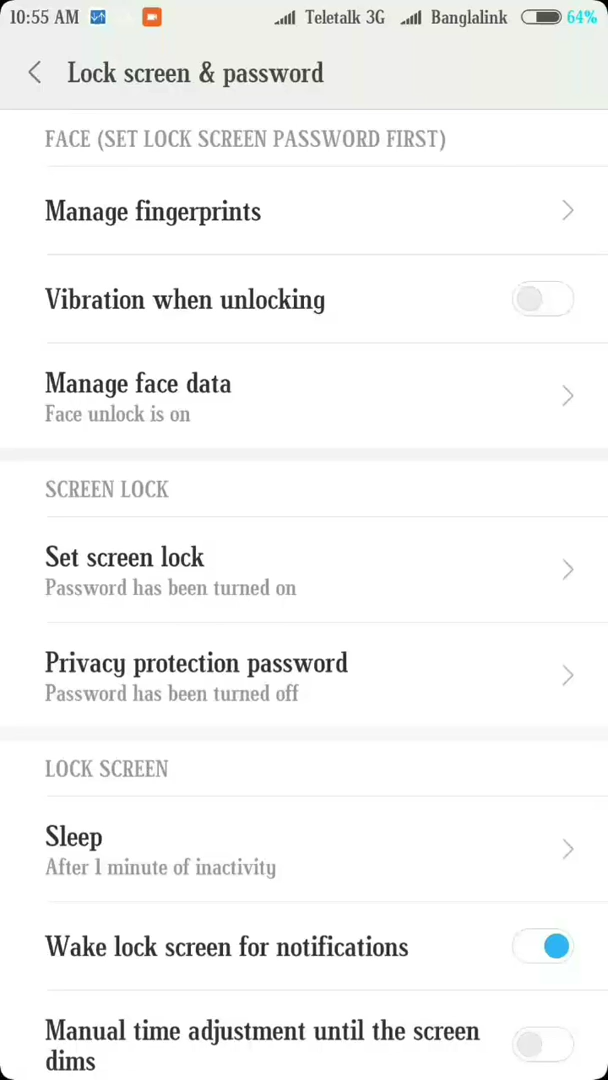 10:55 AM Teletalk 3G Banglalink 64%
Lock screen & password
FACE (SET LOCK SCREEN PASSWORD FIRST)
Manage fingerprints
Vibration when unlocking
Manage face data
Face unlock is on
SCREEN LOCK
Set screen lock
Password has been turned on
Privacy protection password
Password has been turned off
LOCK SCREEN
Sleep
After 1 minute of inactivity
Wake lock screen for notifications
Manual time adjustment until the screen
dims